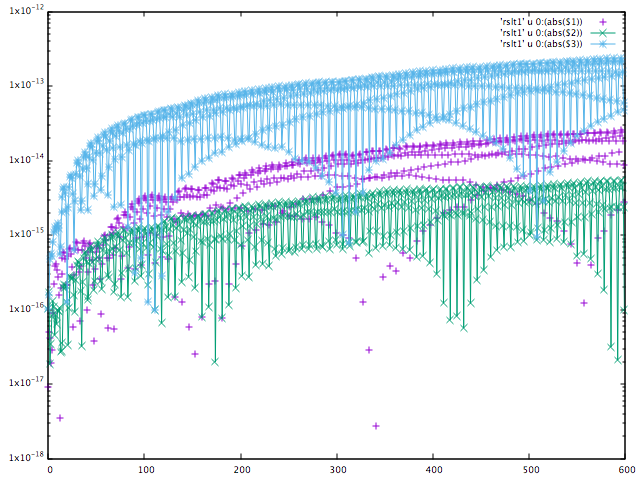 1x10⁻¹²
'rslt1' u 0:(abs($1))
'rslt1' u 0:(abs($2))
'rslt1' u 0:(abs($3))
1x10⁻¹³
1x10⁻¹⁴
1x10⁻¹⁵
1x10⁻¹⁶
1x10⁻¹⁷
1x10⁻¹⁸
0 100 200 300 400 500 600